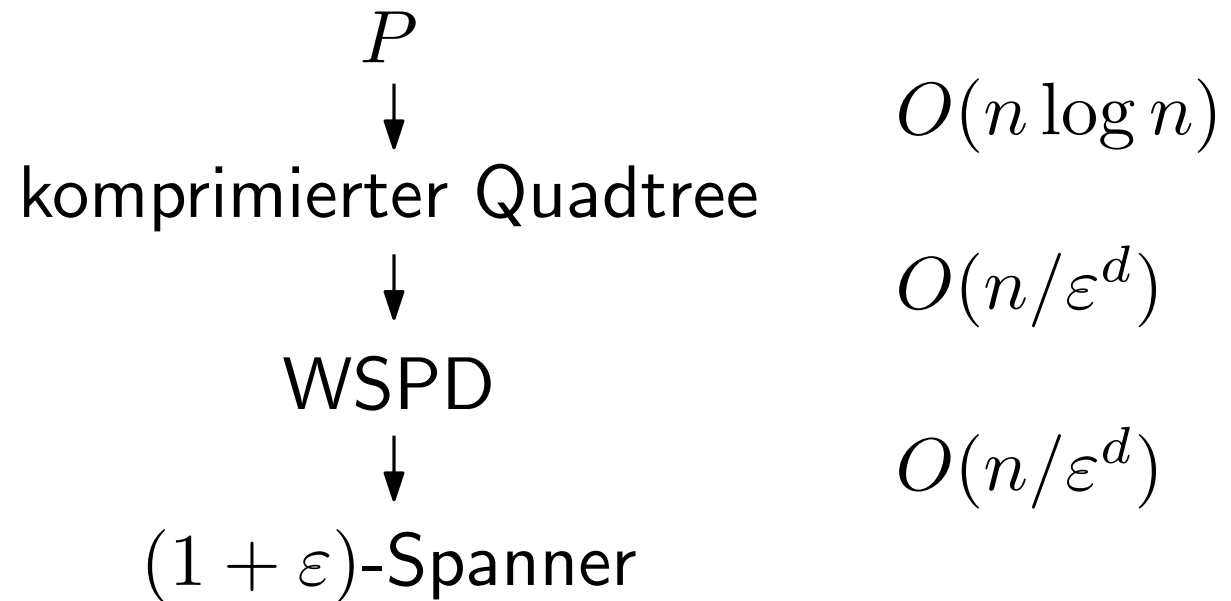 P
O(n log n)
komprimierter Quadtree
O(n/ε^d)
WSPD
O(n/ε^d)
(1 + ε)-Spanner